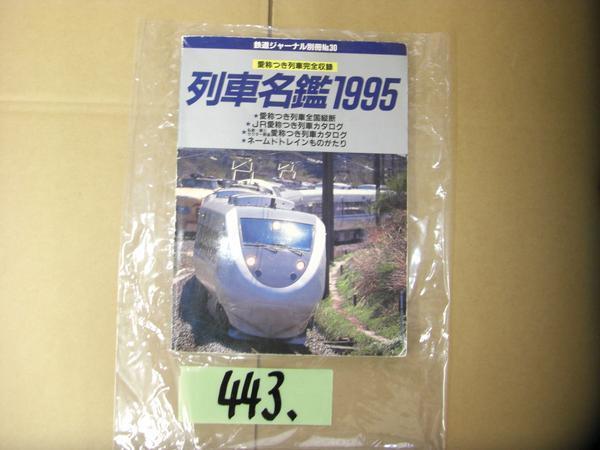 鉄道ジャーナル別冊№30
愛称つき列車完全収録
列車名鑑1995
★愛称つき列車全国縦断
★JR愛称つき列車カタログ
愛称つき列車カタログ
★ネームドトレインものがたり
443.